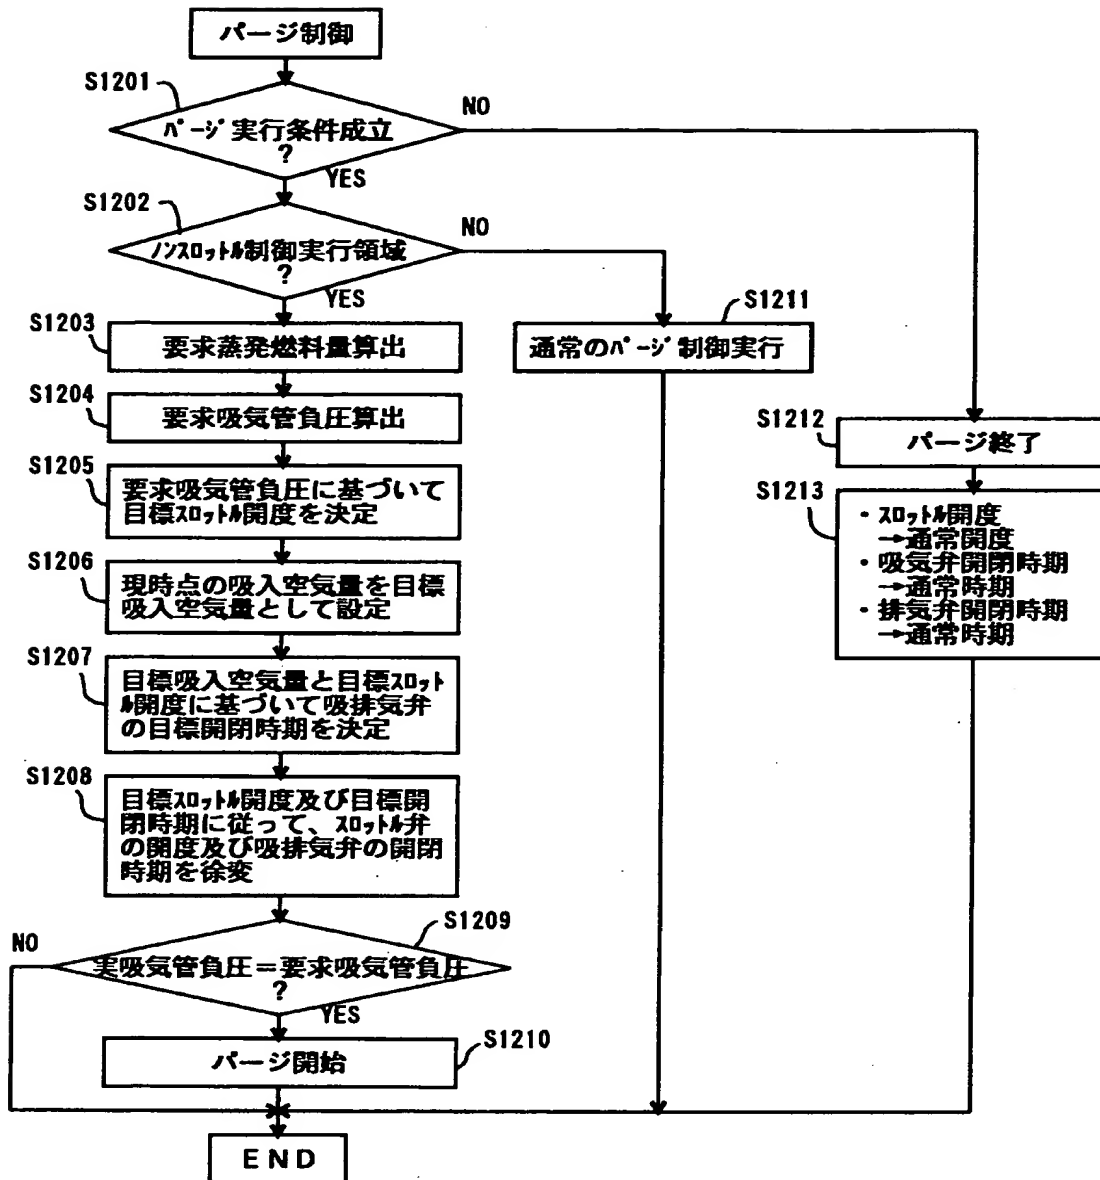 パージ制御
S1201
NO
パージ実行条件成立
?
YES
S1202
NO
ノンスロットル制御実行領域
?
YES
S1203
要求蒸発燃料量算出
S1211
通常のパージ制御実行
S1204
要求吸気管負圧算出
S1212
パージ終了
S1205
要求吸気管負圧に基づいて
目標スロットル開度を決定
S1213
・スロットル開度
→通常開度
・吸気弁開閉時期
→通常時期
・排気弁開閉時期
→通常時期
S1206
現時点の吸入空気量を目標
吸入空気量として設定
S1207
目標吸入空気量と目標スロット
ル開度に基づいて吸排気弁
の目標開閉時期を決定
S1208
目標スロットル開度及び目標開
閉時期に従って、スロットル弁
の開度及び吸排気弁の開閉
時期を徐変
S1209
NO
実吸気管負圧=要求吸気管負圧
?
YES
S1210
パージ開始
END